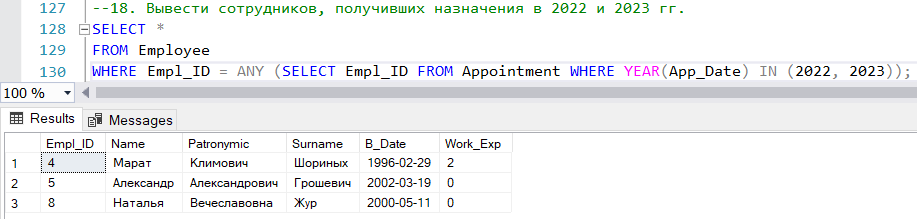 127 --18. Вывести сотрудников, получивших назначения в 2022 и 2023 гг.
128 SELECT *
129 FROM Employee
130 WHERE Empl_ID = ANY (SELECT Empl_ID FROM Appointment WHERE YEAR(App_Date) IN (2022, 2023));
100 %
Results Messages
Empl_ID Name Patronymic Surname B_Date Work_Exp
1 4 Марат Климович Шориных 1996-02-29 2
2 5 Александр Александрович Грошевич 2002-03-19 0
3 8 Наталья Вечеславовна Жур 2000-05-11 0